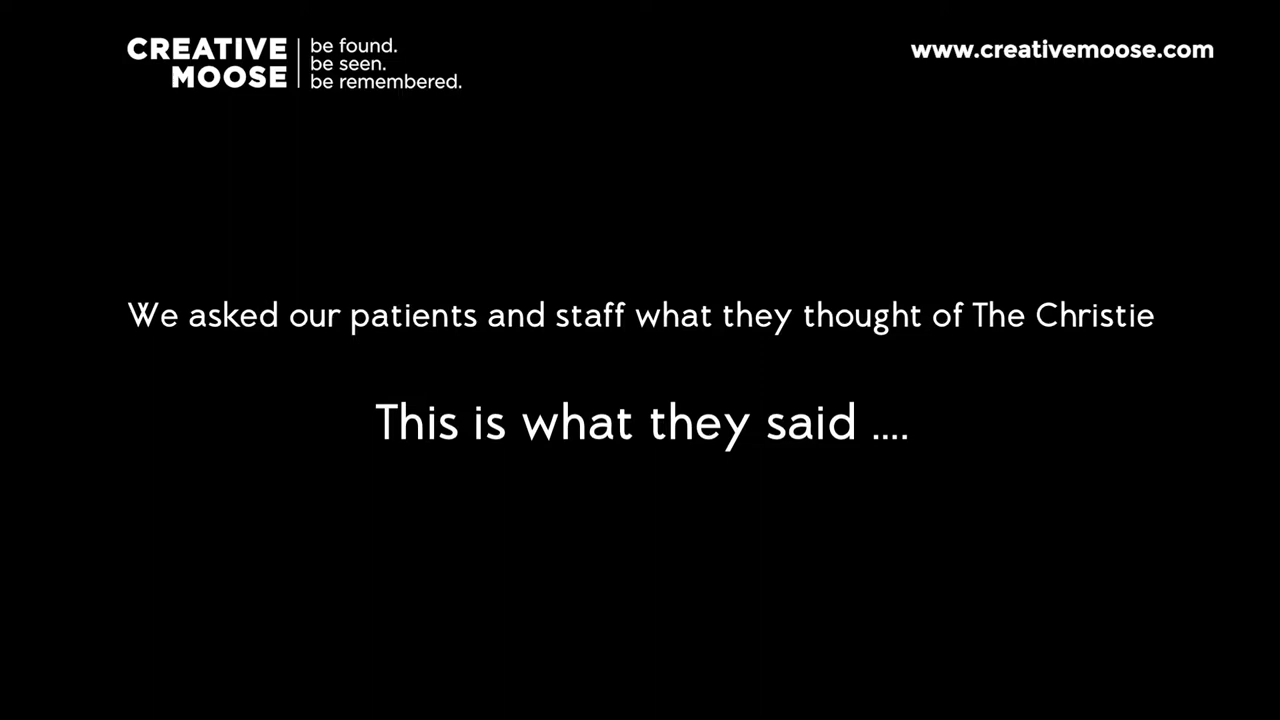 CREATIVE
MOOSE
be found.
be seen.
be remembered.
www.creativemoose.com
We asked our patients and staff what they thought of The Christie
This is what they said ....